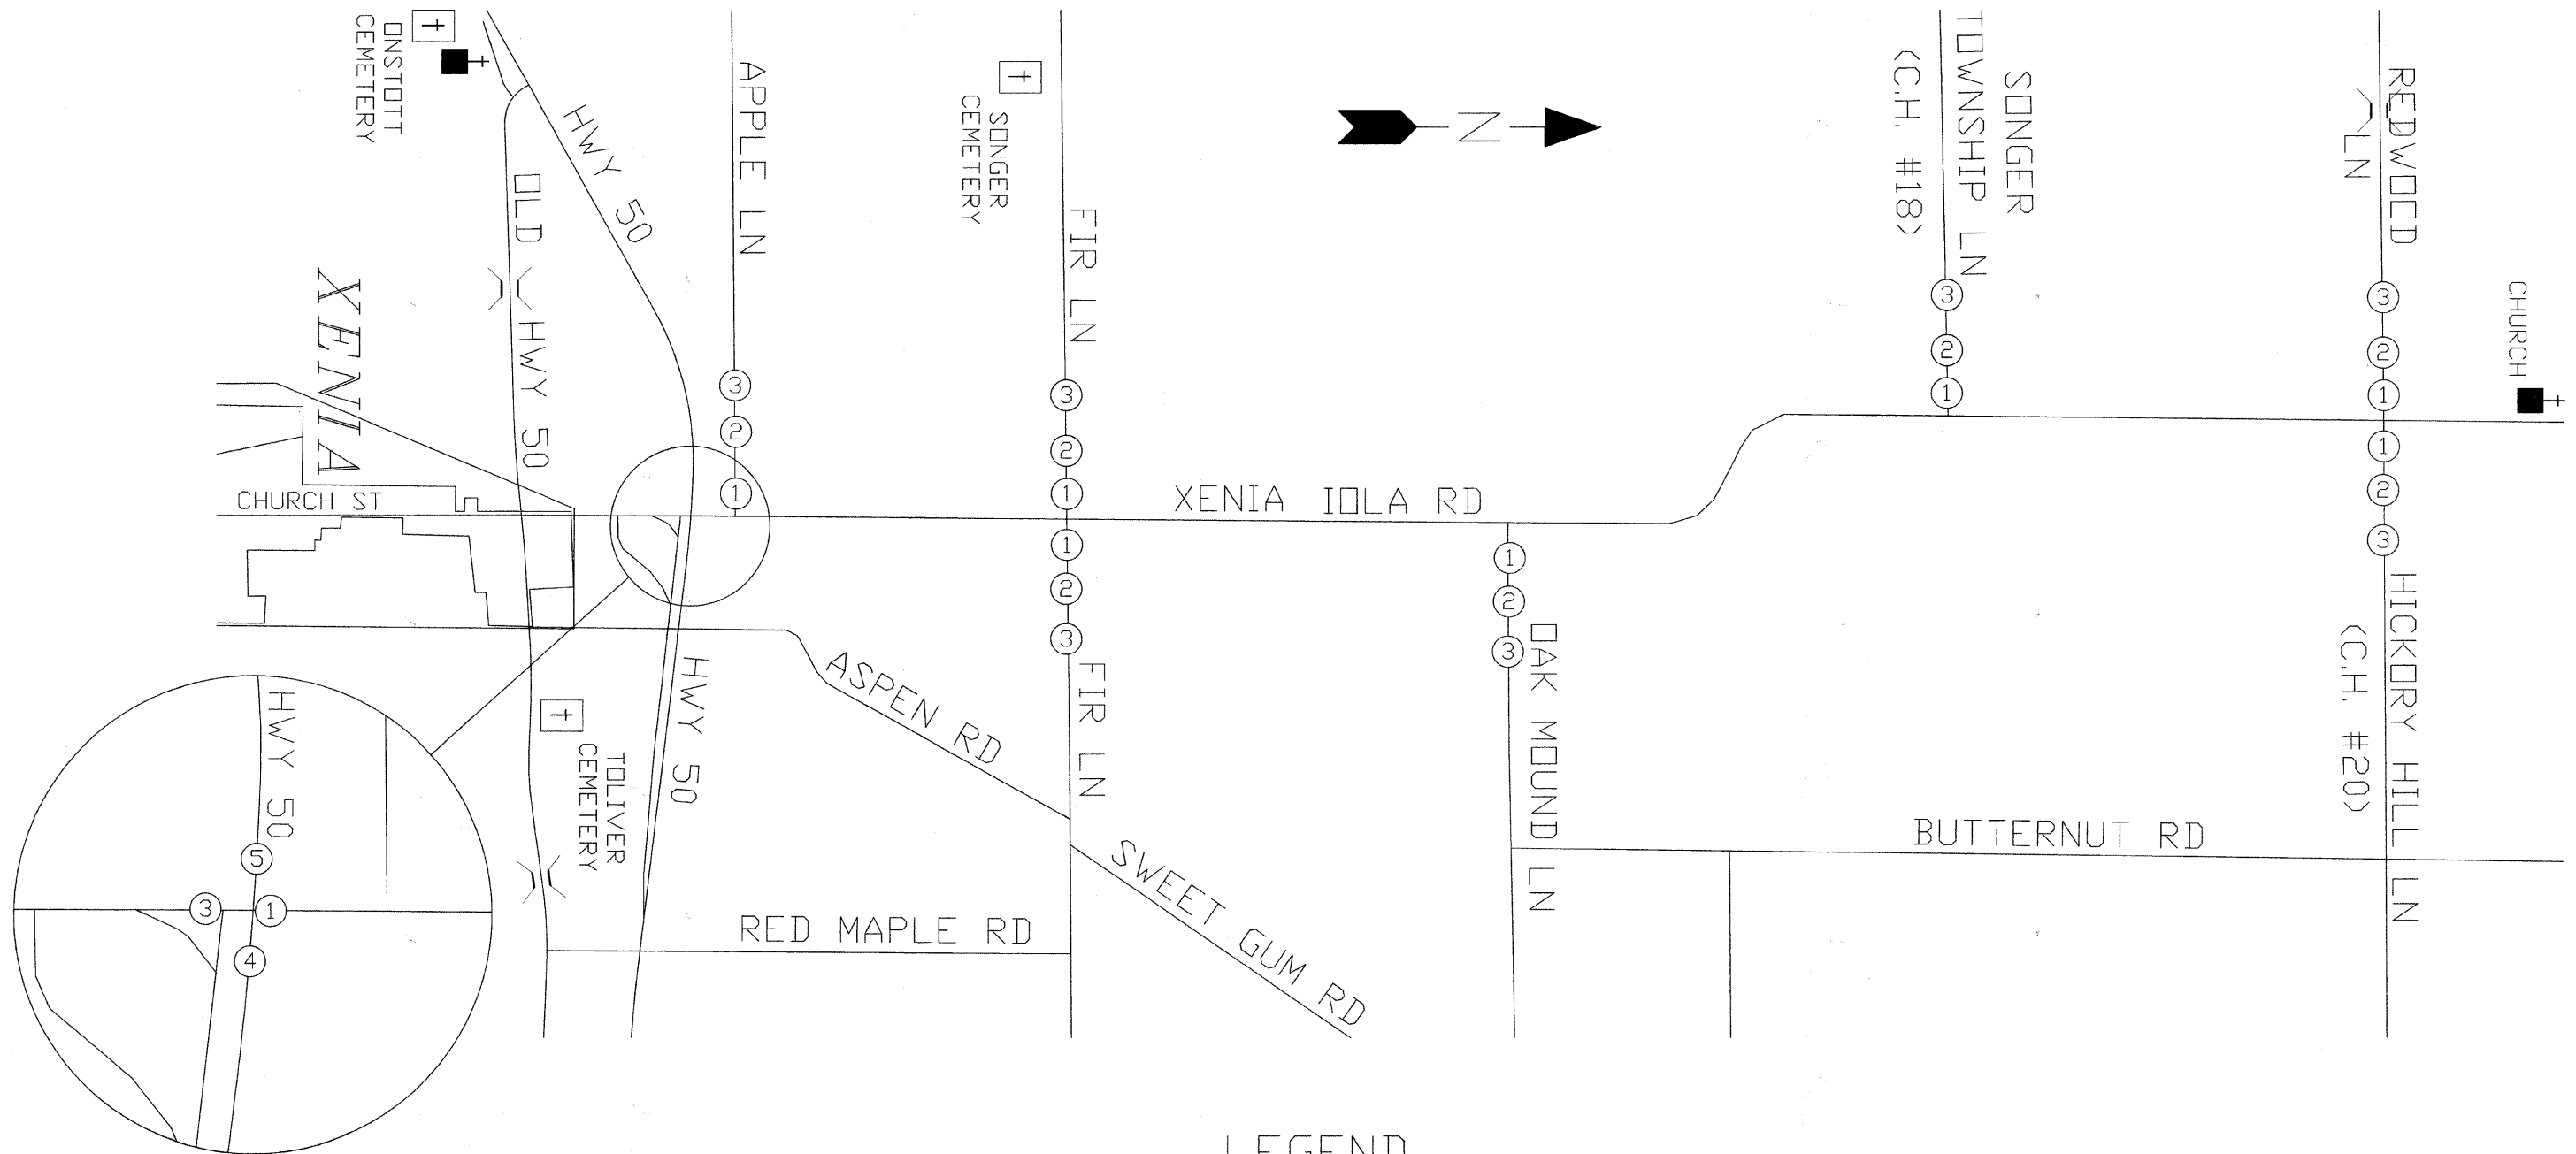 ONSTOTT
CEMETERY
HWY 50
OLD HWY 50
APPLE LN
SONGER
CEMETERY
FIR LN
N
SONGER
TOWNSHIP LN
(C.H. #18)
REDWOOD
LN
CHURCH
XENIA
CHURCH ST
3
2
1
3
2
1
3
2
1
3
2
1
XENIA IOLA RD
1
2
3
1
2
3
1
2
3
HICKORY HILL LN
(C.H. #20)
OAK MOUND LN
FIR LN
ASPEN RD
HWY 50
TOLIVER
CEMETERY
BUTTERNUT RD
SWEET GUM RD
RED MAPLE RD
HWY 50
5
3
1
4
LEGEND